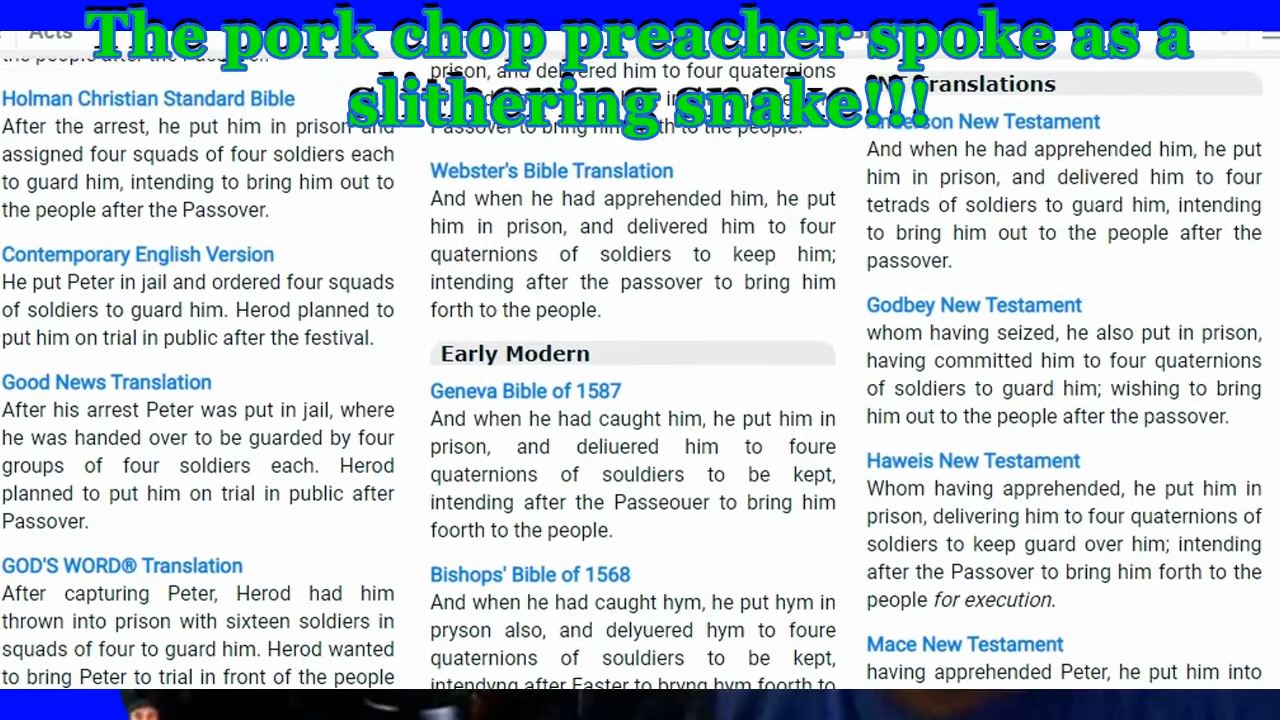 The pork chop preacher spoke as a
slithering snake!!!
Acts
Holman Christian Standard Bible
After the arrest, he put him in prison and
assigned four squads of four soldiers each
to guard him, intending to bring him out to
the people after the Passover.
Contemporary English Version
He put Peter in jail and ordered four squads
of soldiers to guard him. Herod planned to
put him on trial in public after the festival.
Good News Translation
After his arrest Peter was put in jail, where
he was handed over to be guarded by four
groups of four soldiers each. Herod
planned to put him on trial in public after
Passover.
GOD'S WORD® Translation
After capturing Peter, Herod had him
thrown into prison with sixteen soldiers in
squads of four to guard him. Herod wanted
to bring Peter to trial in front of the people
prison, and delivered him to four quaternions
Passover to bring him forth to the people.
Webster's Bible Translation
And when he had apprehended him, he put
him in prison, and delivered him to four
quaternions of soldiers to keep him;
intending after the passover to bring him
forth to the people.
Early Modern
Geneva Bible of 1587
And when he had caught him, he put him in
prison, and deliuered him to foure
quaternions of souldiers to be kept,
intending after the Passeouer to bring him
foorth to the people.
Bishops' Bible of 1568
And when he had caught hym, he put hym in
pryson also, and delyuered hym to foure
quaternions of souldiers to be kept,
intendyng after Easter to bryng hym foorth to
NT Translations
Anderson New Testament
And when he had apprehended him, he put
him in prison, and delivered him to four
tetrads of soldiers to guard him, intending
to bring him out to the people after the
passover.
Godbey New Testament
whom having seized, he also put in prison,
having committed him to four quaternions
of soldiers to guard him; wishing to bring
him out to the people after the passover.
Haweis New Testament
Whom having apprehended, he put him in
prison, delivering him to four quaternions of
soldiers to keep guard over him; intending
after the Passover to bring him forth to the
people for execution.
Mace New Testament
having apprehended Peter, he put him into